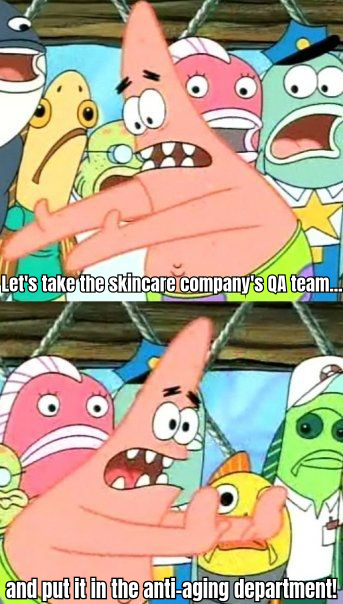 Let's take the skincare company's QA team...
and put it in the anti-aging department!